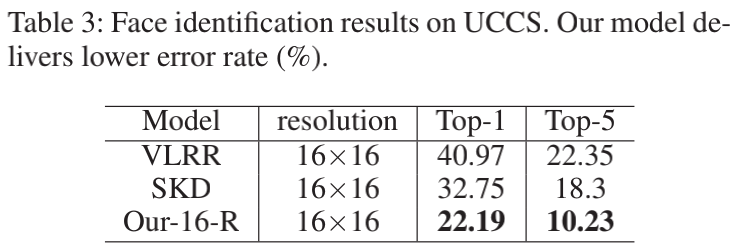 Table 3: Face identification results on UCCS. Our model de-
livers lower error rate (%).
Model resolution Top-1 Top-5
VLRR 16×16 40.97 22.35
SKD 16×16 32.75 18.3
Our-16-R 16×16 22.19 10.23